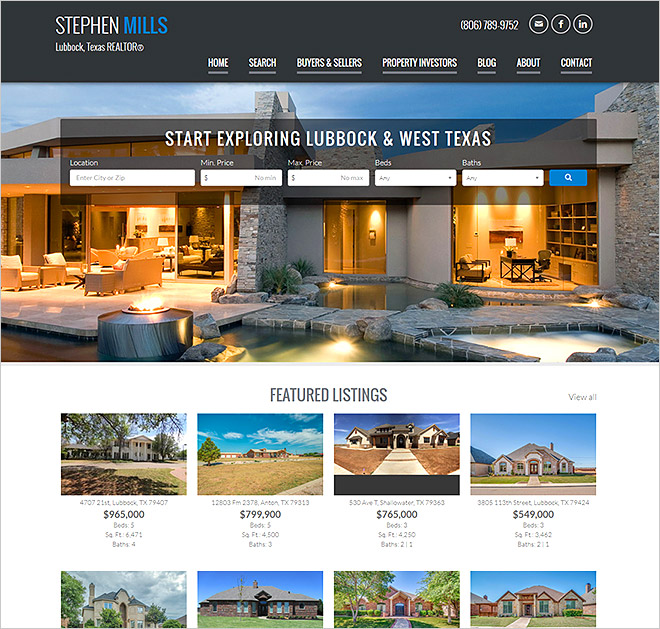 STEPHEN MILLS
Lubbock, Texas REALTOR®
(806) 789-9752
HOME SEARCH BUYERS & SELLERS PROPERTY INVESTORS BLOG ABOUT CONTACT
START EXPLORING LUBBOCK & WEST TEXAS
Location Min. Price Max. Price Beds Baths
Enter City or Zip $ No min $ No max Any Any
FEATURED LISTINGS
View all
4707 21st, Lubbock, TX 79407
$965,000
Beds: 5
Sq. Ft.: 6,471
Baths: 4
12803 Fm 2378, Anton, TX 79313
$799,900
Beds: 5
Sq. Ft.: 4,500
Baths: 3
530 Ave T, Shallowater, TX 79363
$765,000
Beds: 3
Sq. Ft.: 4,250
Baths: 2 | 1
3805 113th Street, Lubbock, TX 79424
$549,000
Beds: 3
Sq. Ft.: 3,462
Baths: 2 | 1